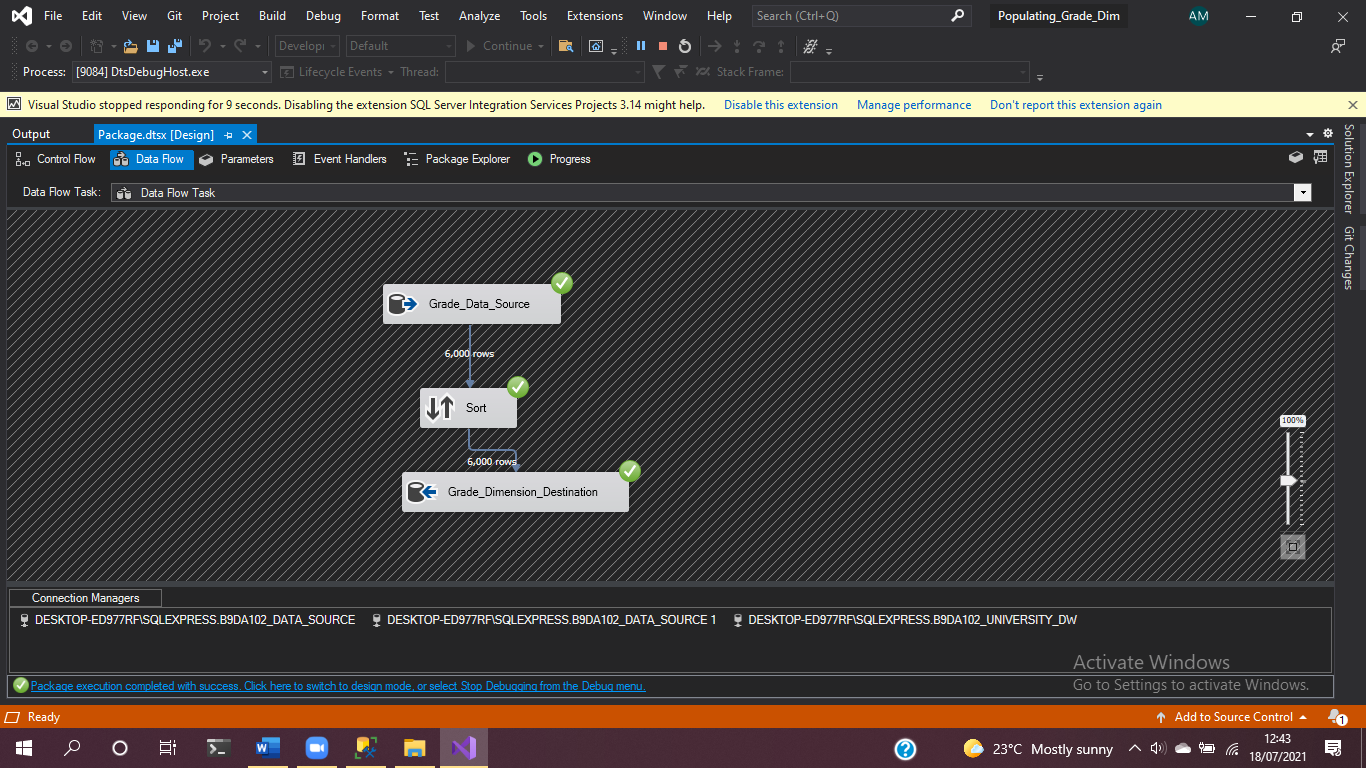 File Edit View Git Project Build Debug Format Test Analyze Tools Extensions Window Help Search (Ctrl+Q) Populating_Grade_Dim AM
Develop Default Continue
Process: [9084] DtsDebugHost.exe Lifecycle Events Thread: Stack Frame:
Visual Studio stopped responding for 9 seconds. Disabling the extension SQL Server Integration Services Projects 3.14 might help. Disable this extension Manage performance Don't report this extension again
Output Package.dtsx [Design]
Control Flow Data Flow Parameters Event Handlers Package Explorer Progress
Data Flow Task: Data Flow Task
Solution Explorer
Git Changes
Grade_Data_Source
6,000 rows
Sort
6,000 rows
Grade_Dimension_Destination
100%
Connection Managers
DESKTOP-ED977RF\SQLEXPRESS.B9DA102_DATA_SOURCE DESKTOP-ED977RF\SQLEXPRESS.B9DA102_DATA_SOURCE 1 DESKTOP-ED977RF\SQLEXPRESS.B9DA102_UNIVERSITY_DW
Activate Windows
Go to Settings to activate Windows.
Package execution completed with success. Click here to switch to design mode, or select Stop Debugging from the Debug menu.
Ready Add to Source Control 1
23°C Mostly sunny 12:43
18/07/2021